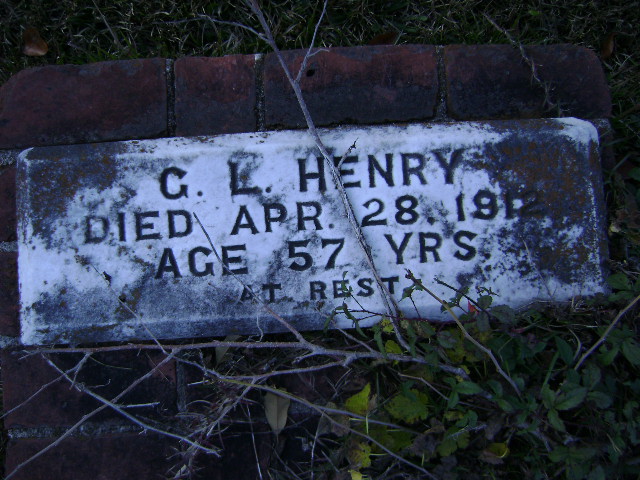 G. L. HENRY
DIED APR. 28. 1912
AGE 57 YRS.
AT REST.